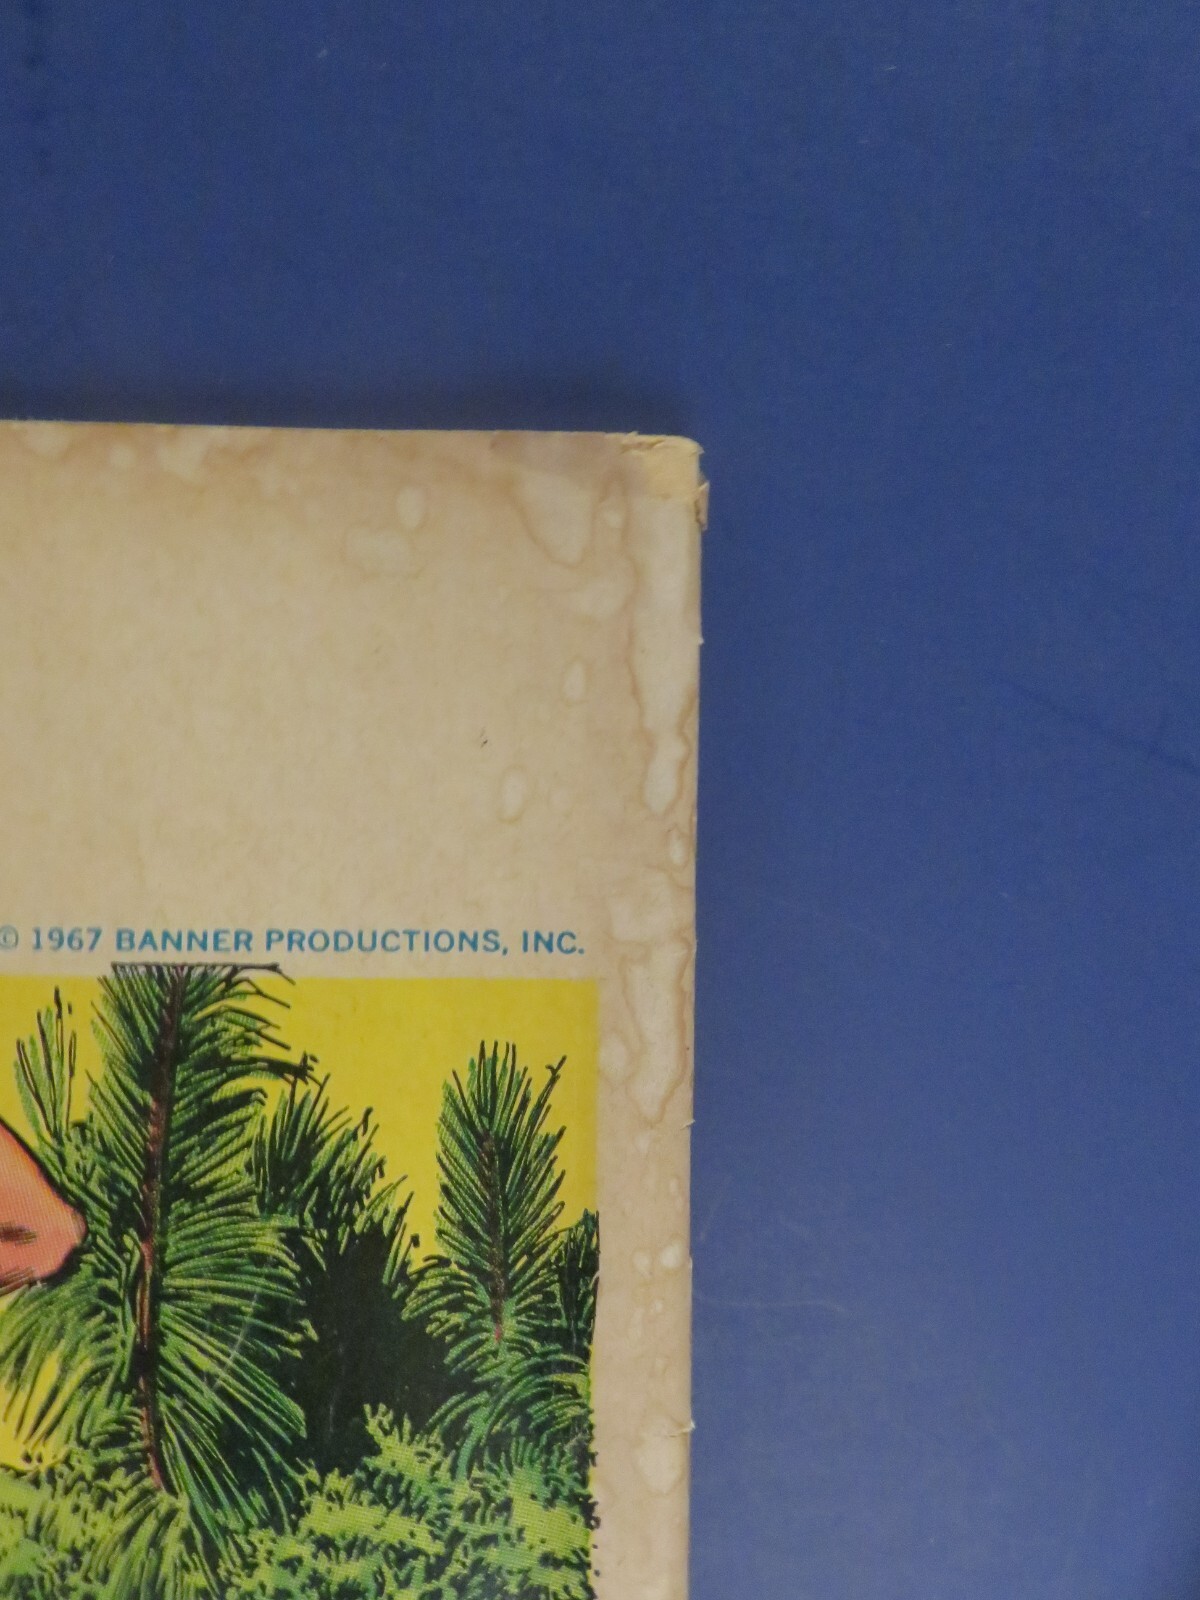 © 1967 BANNER PRODUCTIONS, INC.